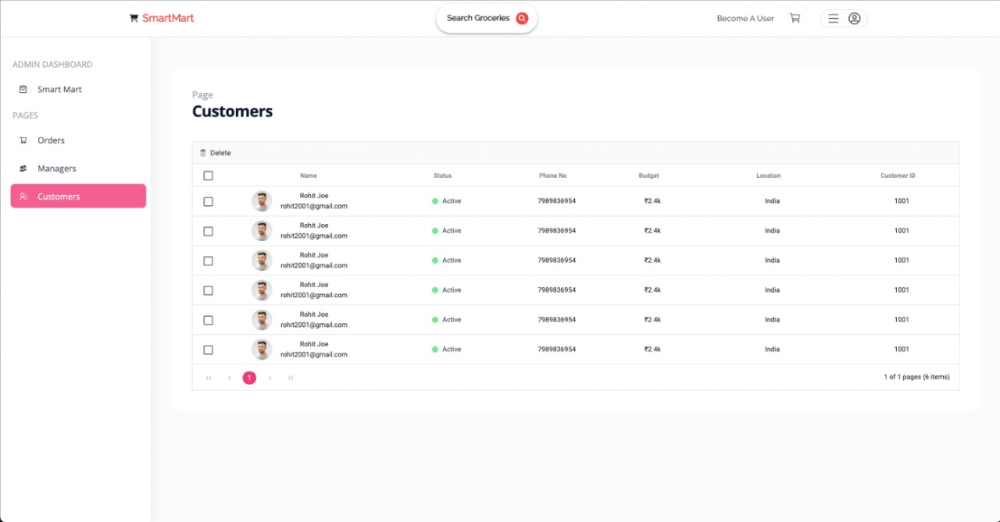 SmartMart
Search Groceries
Become A User
ADMIN DASHBOARD
Smart Mart
PAGES
Orders
Managers
Customers
Page
Customers
Delete
Name Status Phone No Budget Location Customer ID
Rohit Joe
rohit2001@gmail.com Active 7989836954 ₹2.4k India 1001
Rohit Joe
rohit2001@gmail.com Active 7989836954 ₹2.4k India 1001
Rohit Joe
rohit2001@gmail.com Active 7989836954 ₹2.4k India 1001
Rohit Joe
rohit2001@gmail.com Active 7989836954 ₹2.4k India 1001
Rohit Joe
rohit2001@gmail.com Active 7989836954 ₹2.4k India 1001
Rohit Joe
rohit2001@gmail.com Active 7989836954 ₹2.4k India 1001
1
1 of 1 pages (6 items)